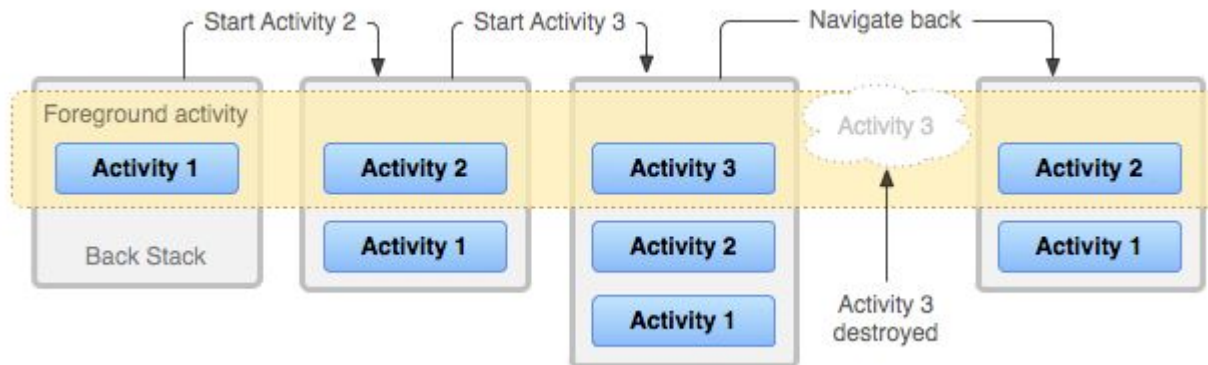 Start Activity 2
Start Activity 3
Navigate back
Foreground activity
Activity 1
Back Stack
Activity 2
Activity 1
Activity 3
Activity 2
Activity 1
Activity 3
Activity 3
destroyed
Activity 2
Activity 1